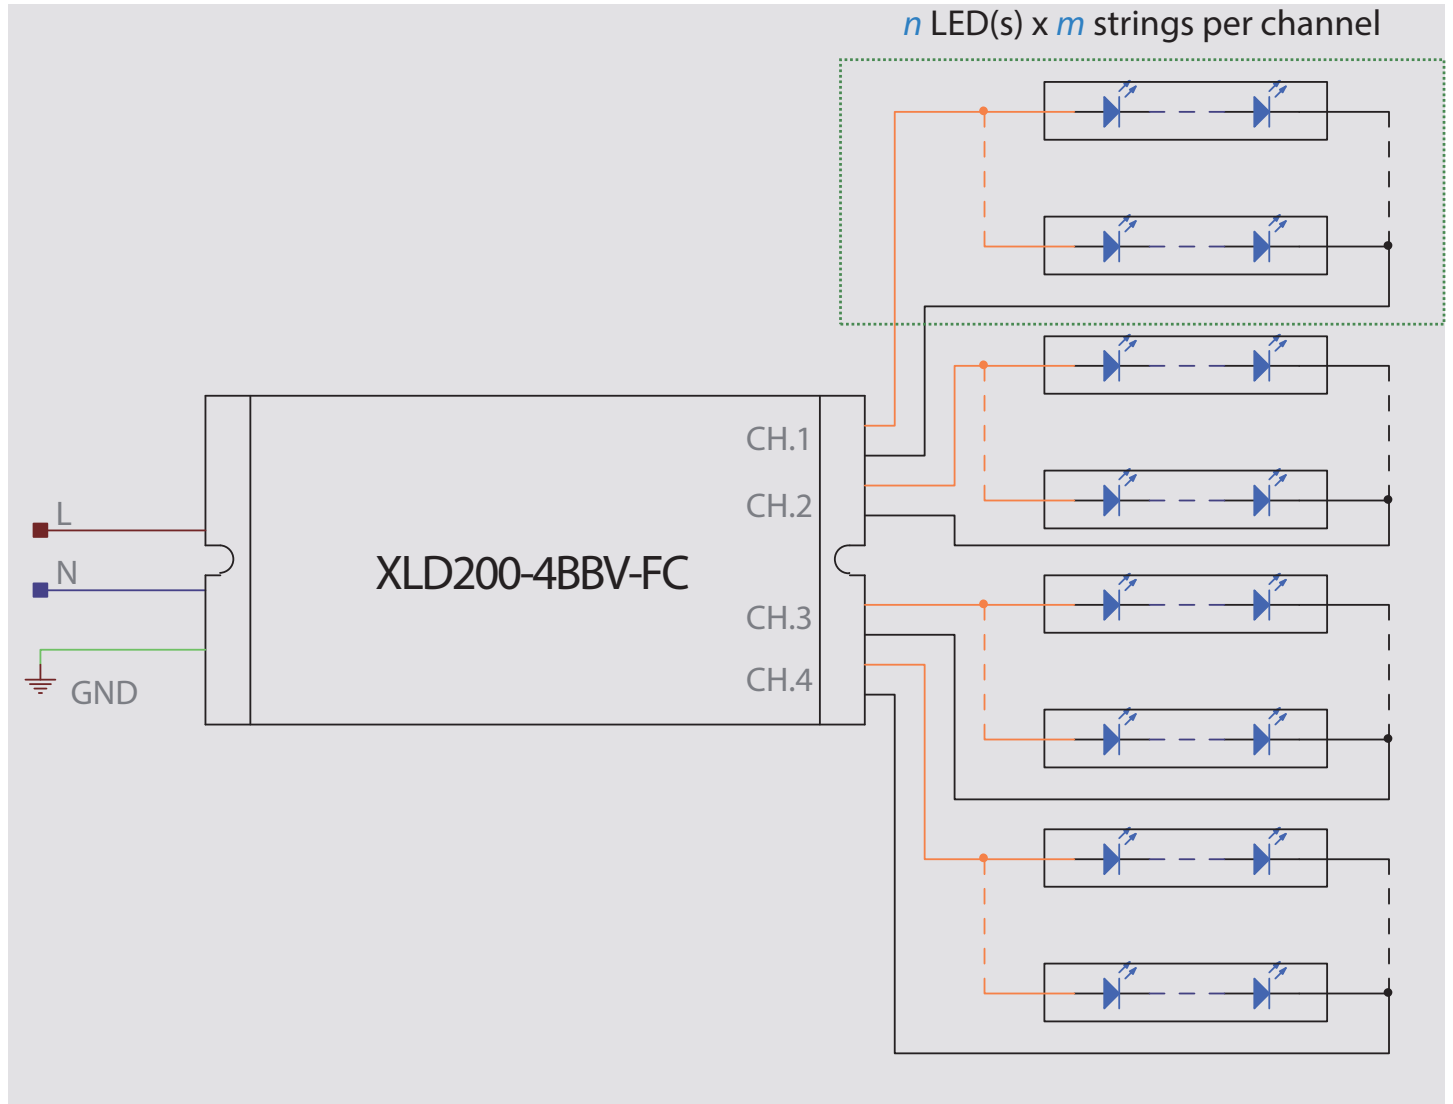 n LED(s) x m strings per channel
CH.1
CH.2
L
N
XLD200-4BBV-FC
CH.3
CH.4
GND